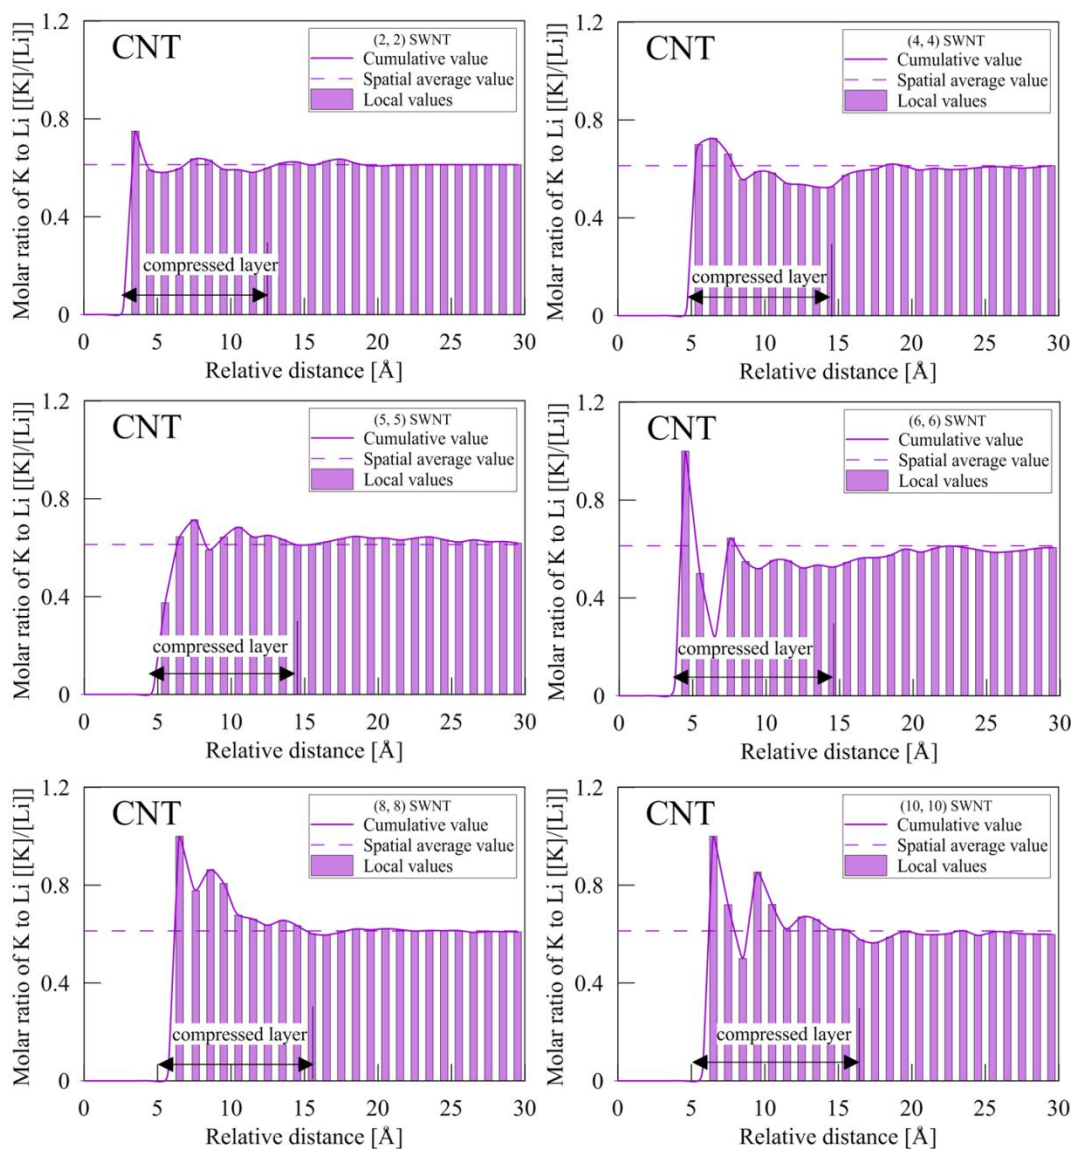 Molar ratio of K to Li [[K]/[Li]]
1.2
0.8
0.4
0
CNT
(2, 2) SWNT
Cumulative value
Spatial average value
Local values
compressed layer
0 5 10 15 20 25 30
Relative distance [Å]
Molar ratio of K to Li [[K]/[Li]]
1.2
0.8
0.4
0
CNT
(4, 4) SWNT
Cumulative value
Spatial average value
Local values
compressed layer
0 5 10 15 20 25 30
Relative distance [Å]
Molar ratio of K to Li [[K]/[Li]]
1.2
0.8
0.4
0
CNT
(5, 5) SWNT
Cumulative value
Spatial average value
Local values
compressed layer
0 5 10 15 20 25 30
Relative distance [Å]
Molar ratio of K to Li [[K]/[Li]]
1.2
0.8
0.4
0
CNT
(6, 6) SWNT
Cumulative value
Spatial average value
Local values
compressed layer
0 5 10 15 20 25 30
Relative distance [Å]
Molar ratio of K to Li [[K]/[Li]]
1.2
0.8
0.4
0
CNT
(8, 8) SWNT
Cumulative value
Spatial average value
Local values
compressed layer
0 5 10 15 20 25 30
Relative distance [Å]
Molar ratio of K to Li [[K]/[Li]]
1.2
0.8
0.4
0
CNT
(10, 10) SWNT
Cumulative value
Spatial average value
Local values
compressed layer
0 5 10 15 20 25 30
Relative distance [Å]